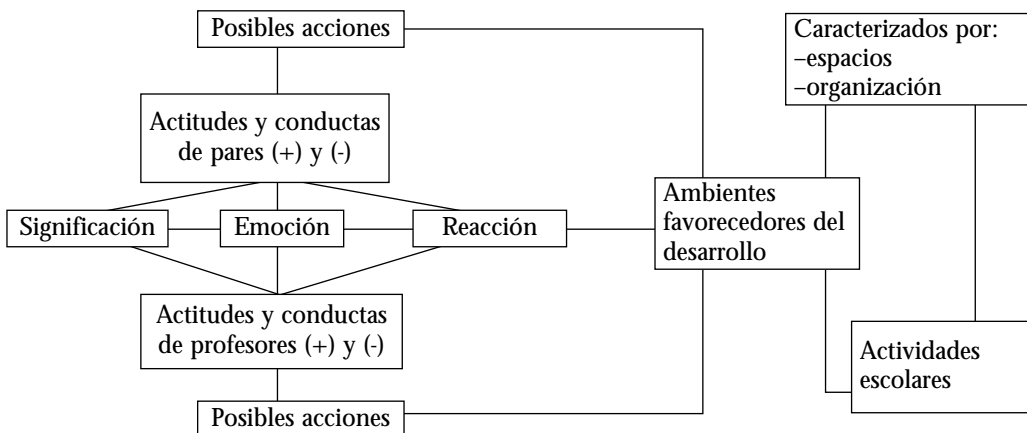 Posibles acciones
Caracterizados por:
–espacios
–organización
Actitudes y conductas
de pares (+) y (-)
Significación
Emoción
Reacción
Ambientes
favorecedores del
desarrollo
Actitudes y conductas
de profesores (+) y (-)
Actividades
escolares
Posibles acciones